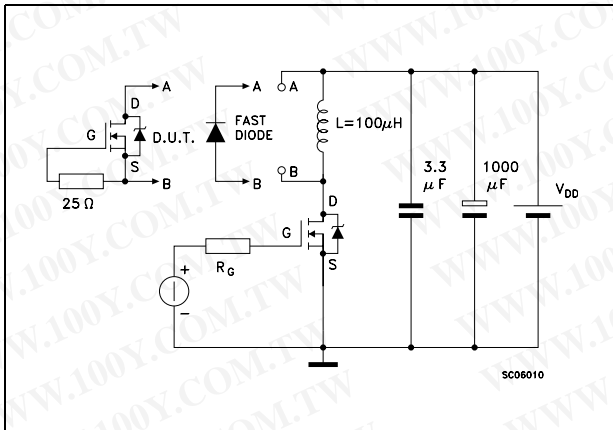 A
A
A
D
G
D.U.T.
S
B
25 Ω
FAST
DIODE
B
B
L=100μH
D
G
S
RG
+
-
3.3
μF
1000
μF
VDD
SC06010
WWW.100Y.COM.TW